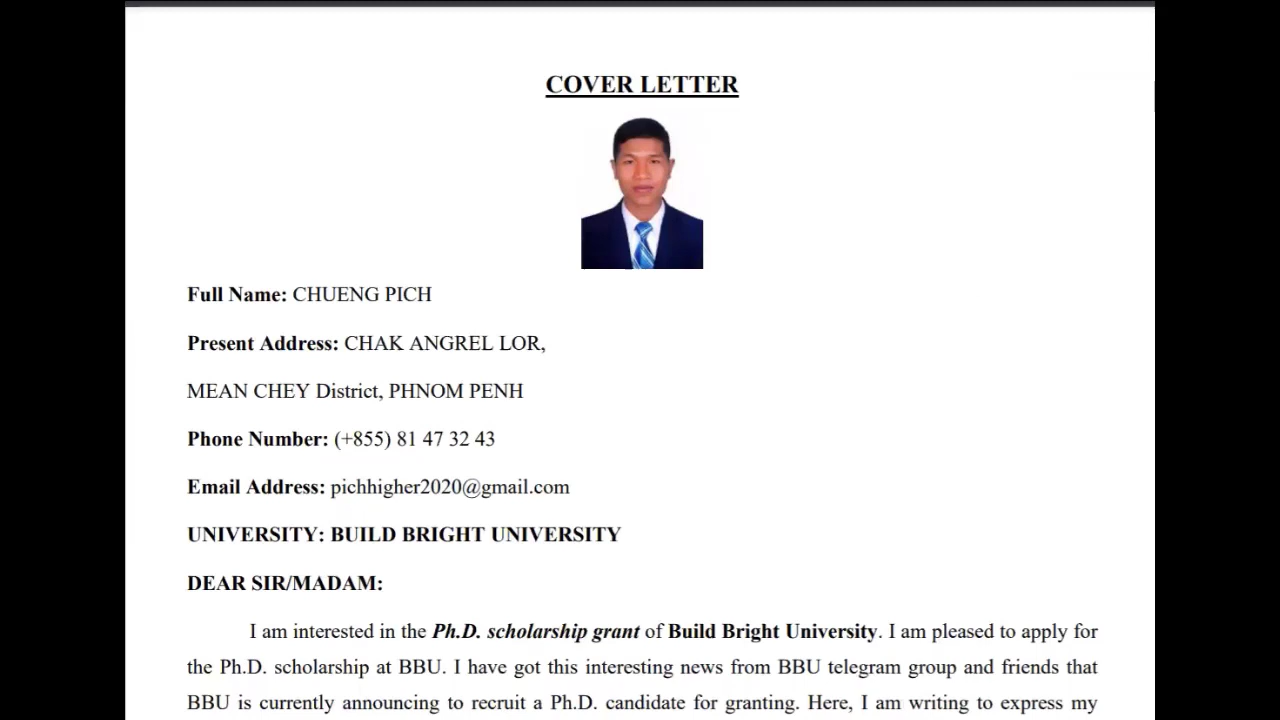 COVER LETTER
Full Name: CHUENG PICH
Present Address: CHAK ANGREL LOR,
MEAN CHEY District, PHNOM PENH
Phone Number: (+855) 81 47 32 43
Email Address: pichhigher2020@gmail.com
UNIVERSITY: BUILD BRIGHT UNIVERSITY
DEAR SIR/MADAM:
I am interested in the Ph.D. scholarship grant of Build Bright University. I am pleased to apply for
the Ph.D. scholarship at BBU. I have got this interesting news from BBU telegram group and friends that
BBU is currently announcing to recruit a Ph.D. candidate for granting. Here, I am writing to express my